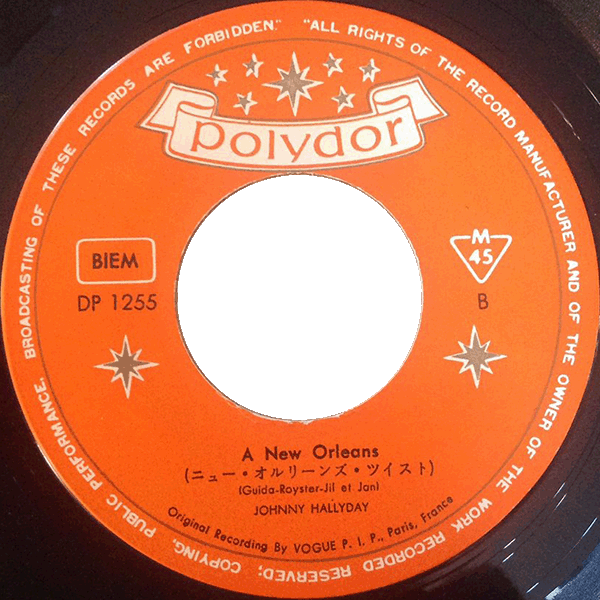 "ALL RIGHTS OF THE RECORD MANUFACTURER AND OF THE OWNER OF THE WORK RECORDED RESERVED; COPYING, PUBLIC PERFORMANCE, BROADCASTING OF THESE RECORDS ARE FORBIDDEN."
polydor
BIEM
DP 1255
M
45
B
A New Orleans
(ニュー・オルリーンズ・ツイスト)
(Guida-Royster-Jil et Jan)
JOHNNY HALLYDAY
Original Recording By VOGUE P. I. P., Paris, France